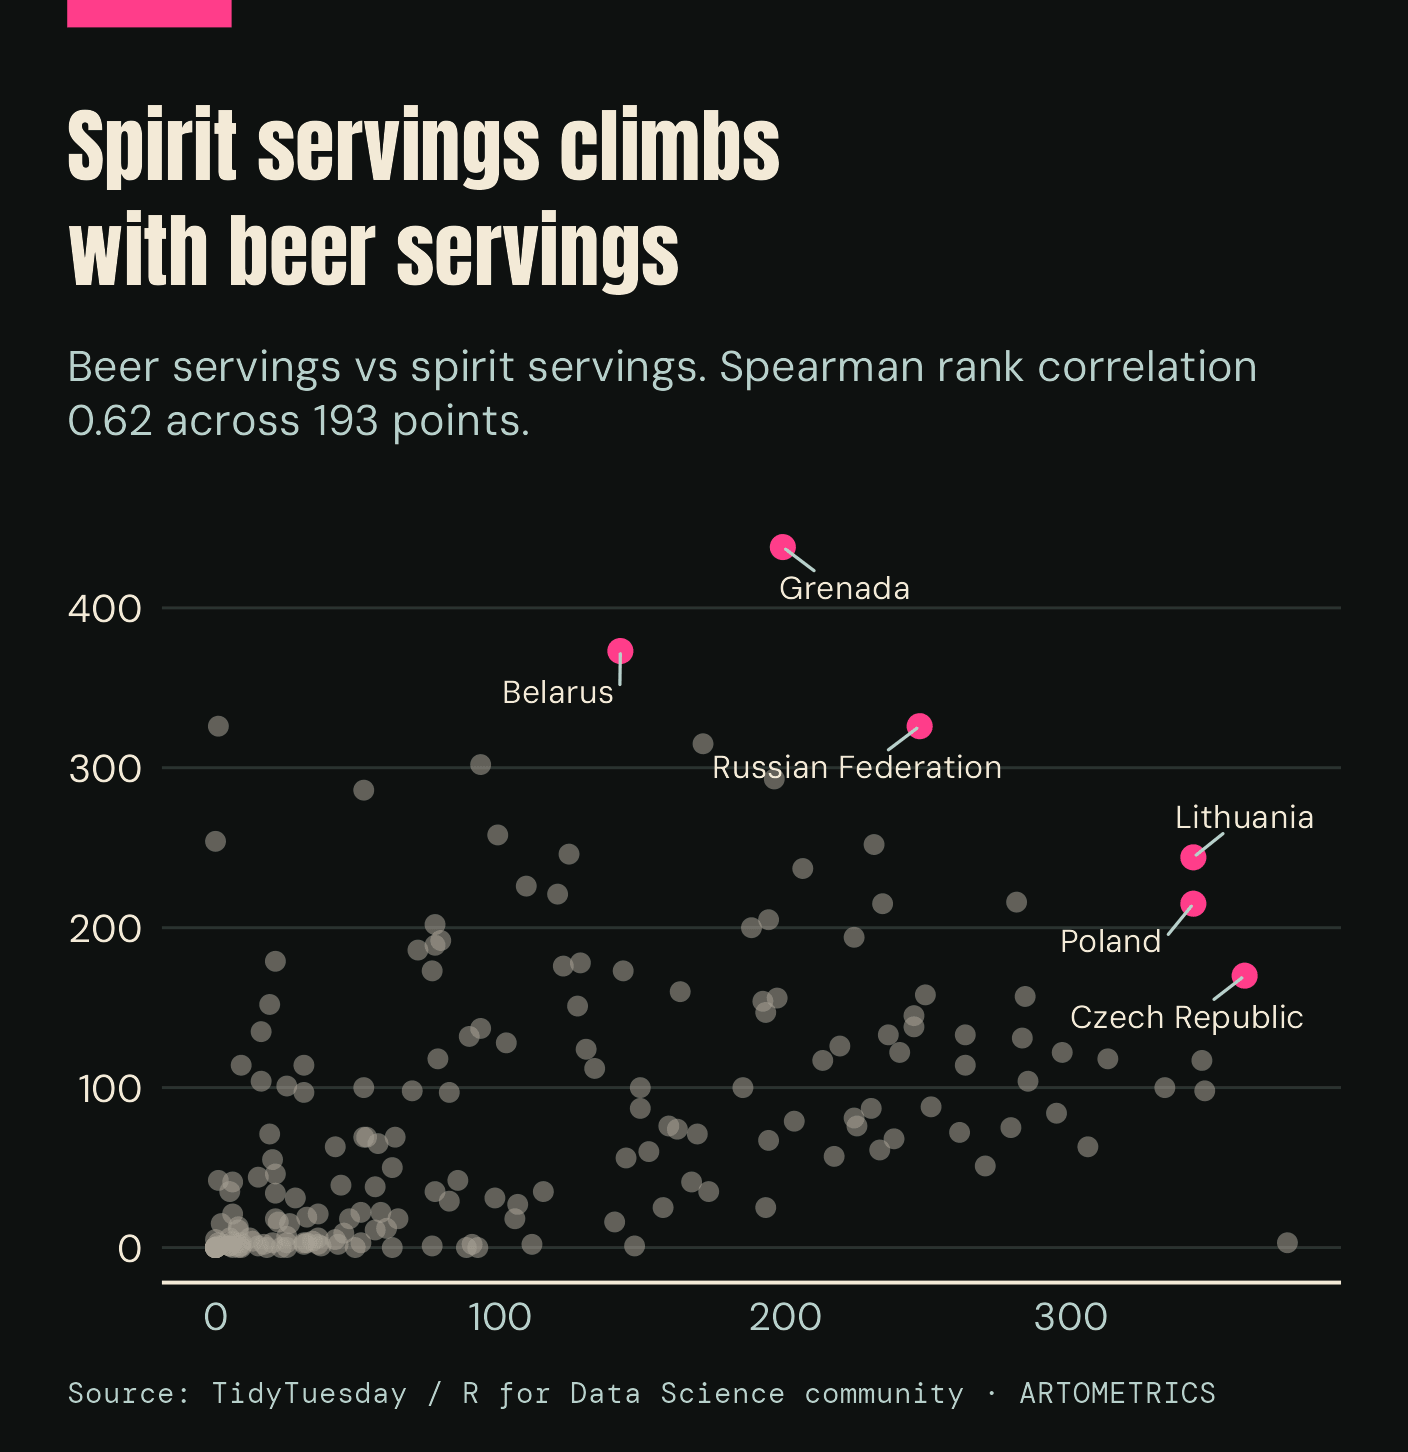 Spirit servings climbs
with beer servings
Beer servings vs spirit servings. Spearman rank correlation
0.62 across 193 points.
Grenada
400
Belarus
Russian Federation
300
Lithuania
200
Poland
Czech Republic
100
0
0 100 200 300
Source: TidyTuesday / R for Data Science community · ARTOMETRICS